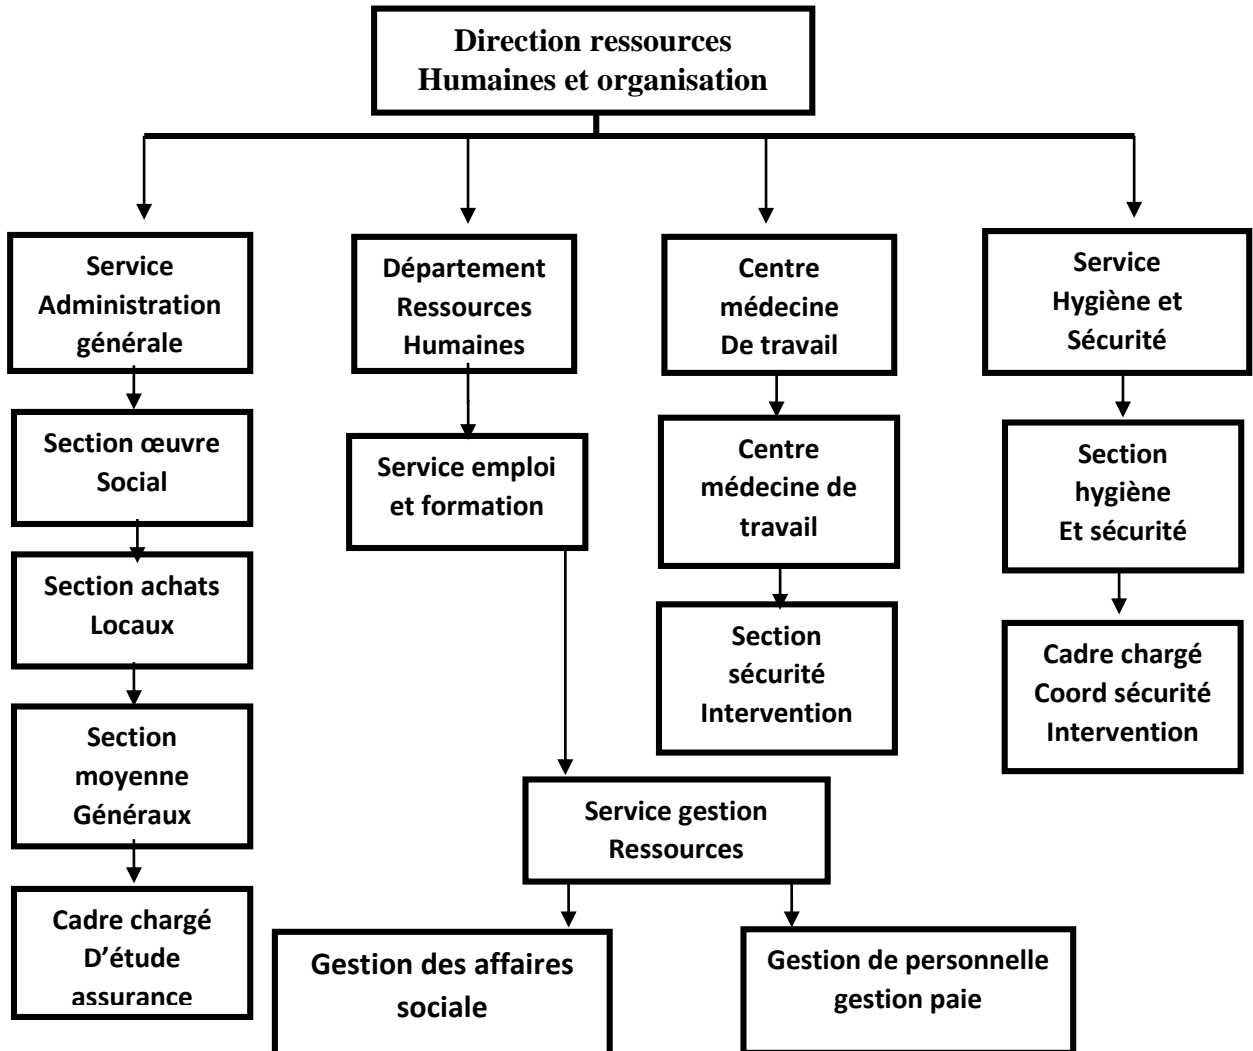 Direction ressources
Humaines et organisation
Service
Administration
générale
Département
Ressources
Humaines
Centre
médecine
De travail
Service
Hygiène et
Sécurité
Section œuvre
Social
Service emploi
et formation
Centre
médecine de
travail
Section
hygiène
Et sécurité
Section achats
Locaux
Section
sécurité
Intervention
Cadre chargé
Coord sécurité
Intervention
Section
moyenne
Généraux
Service gestion
Ressources
Cadre chargé
D’étude
assurance
Gestion des affaires
sociale
Gestion de personnelle
gestion paie